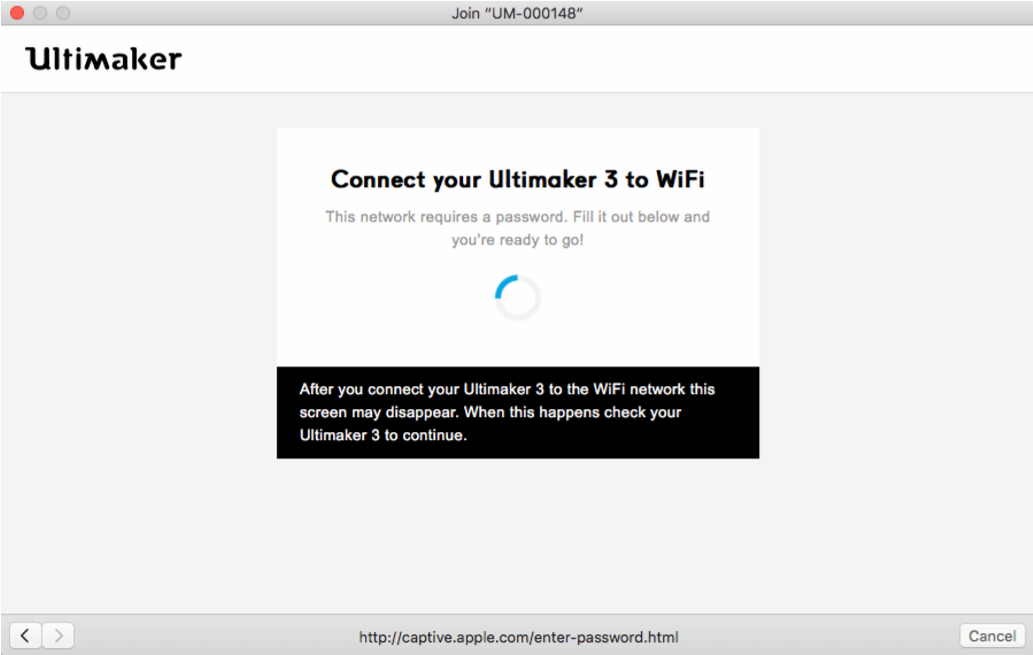 Join “UM-000148”
Ultimaker
Connect your Ultimaker 3 to WiFi
This network requires a password. Fill it out below and
you're ready to go!
After you connect your Ultimaker 3 to the WiFi network this
screen may disappear. When this happens check your
Ultimaker 3 to continue.
http://captive.apple.com/enter-password.html
Cancel